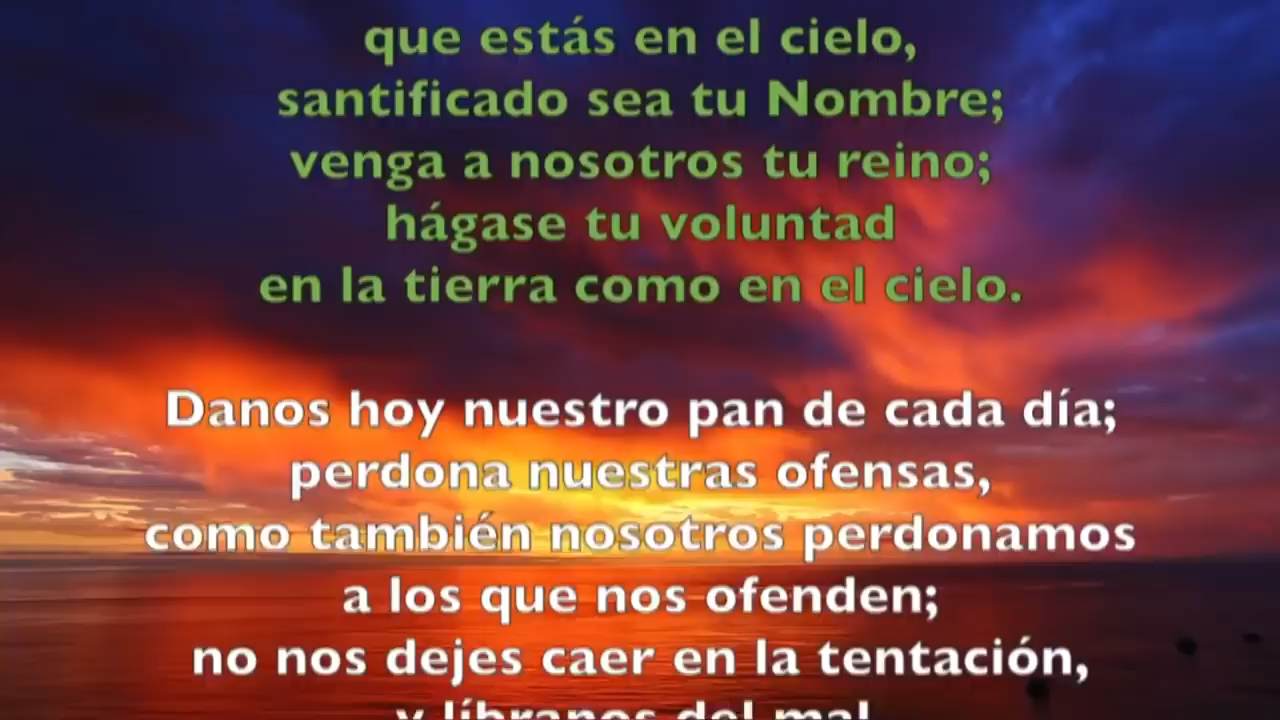 que estás en el cielo,
santificado sea tu Nombre;
venga a nosotros tu reino;
hágase tu voluntad
en la tierra como en el cielo.
Danos hoy nuestro pan de cada día;
perdona nuestras ofensas,
como también nosotros perdonamos
a los que nos ofenden;
no nos dejes caer en la tentación,
y líbranos del mal